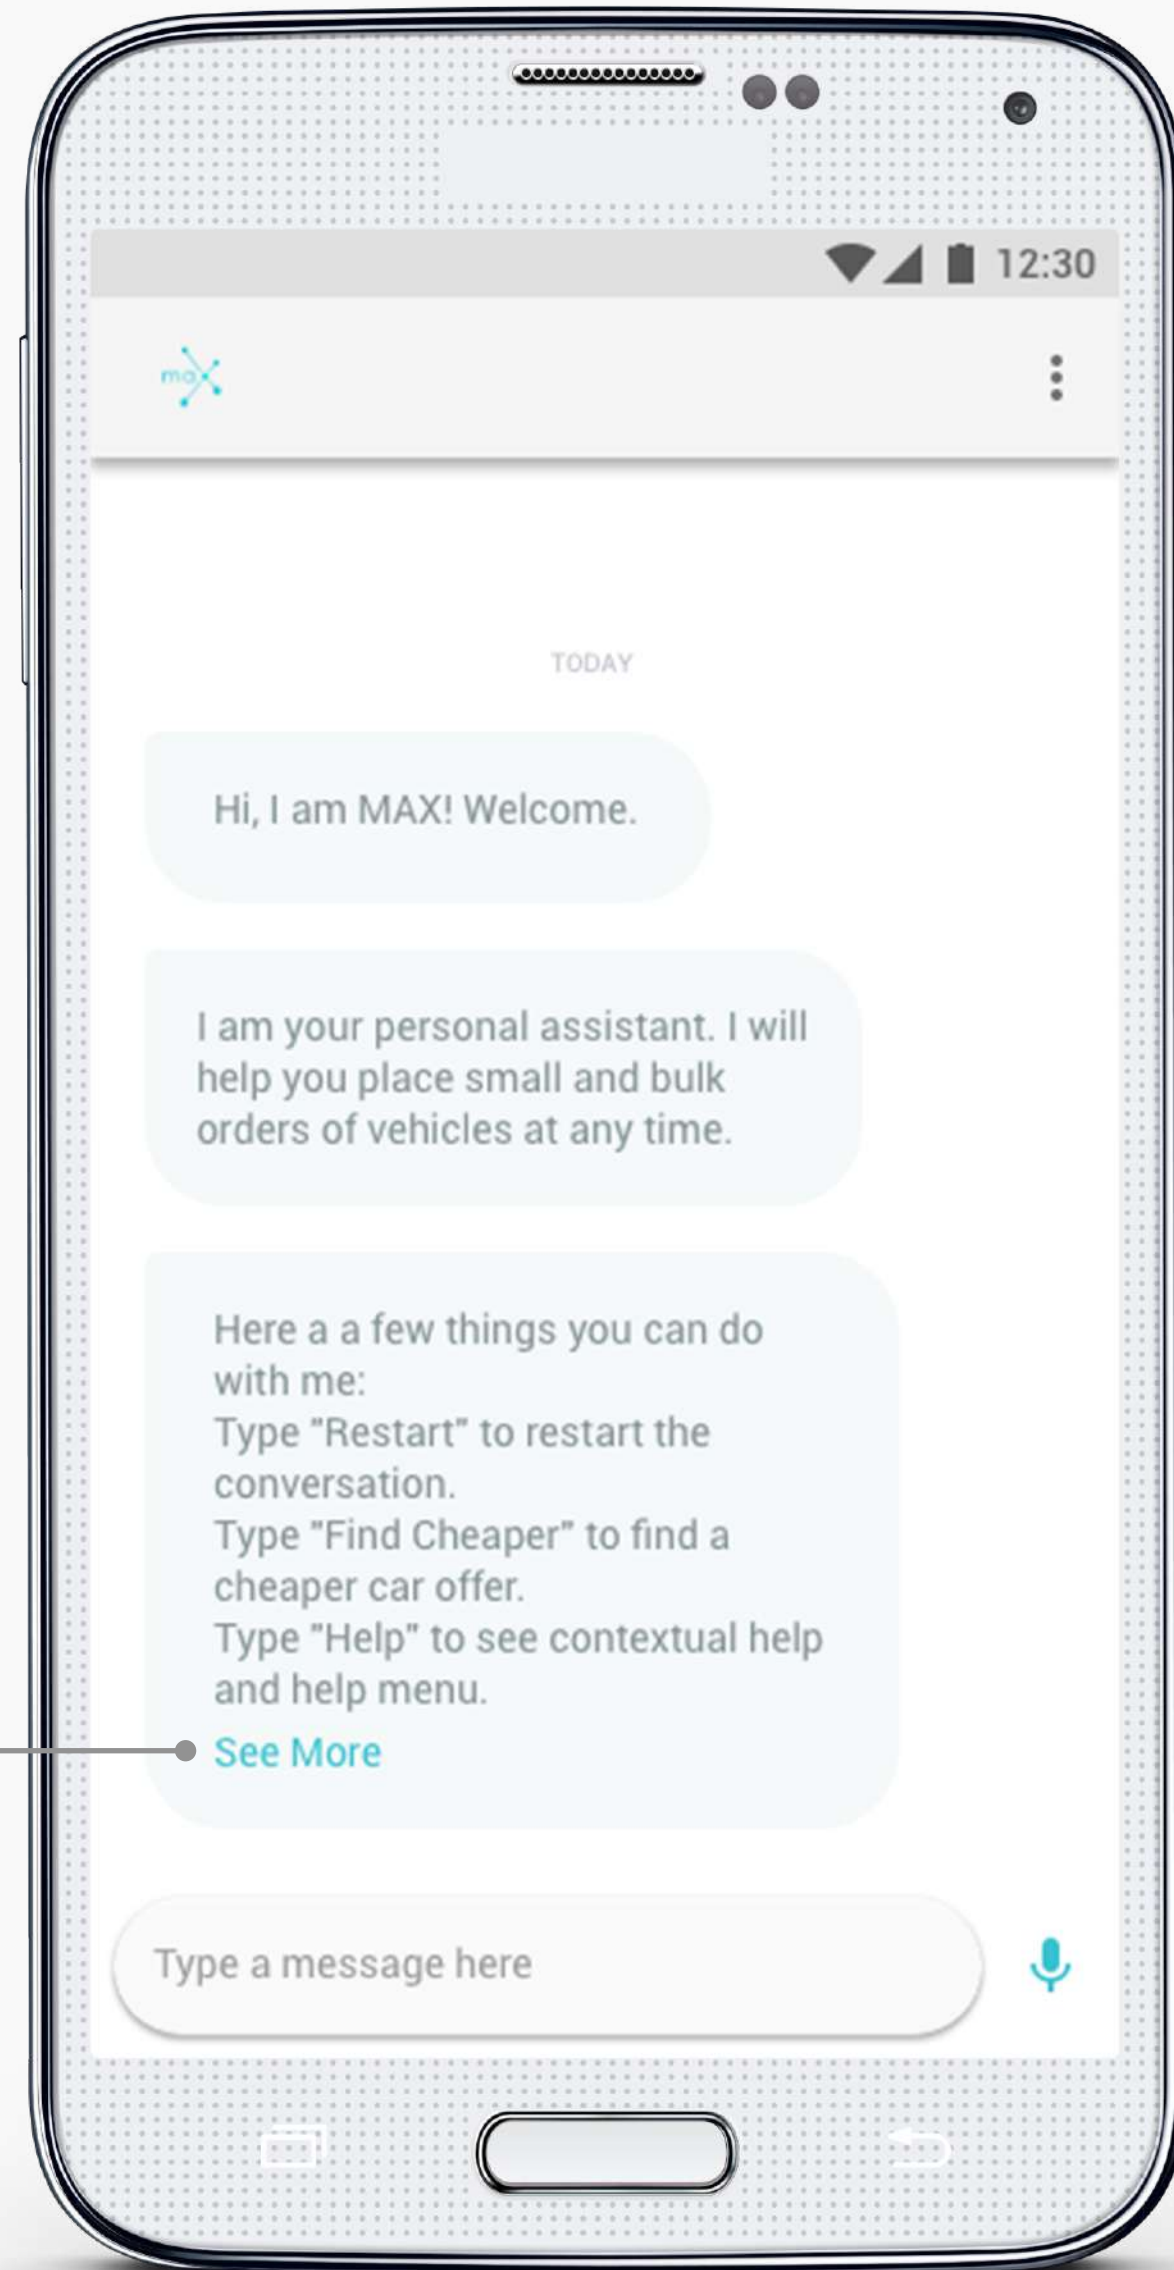 12:30
max
TODAY
Hi, I am MAX! Welcome.
I am your personal assistant. I will
help you place small and bulk
orders of vehicles at any time.
Here a a few things you can do
with me:
Type "Restart" to restart the
conversation.
Type "Find Cheaper" to find a
cheaper car offer.
Type "Help" to see contextual help
and help menu.
See More
Type a message here